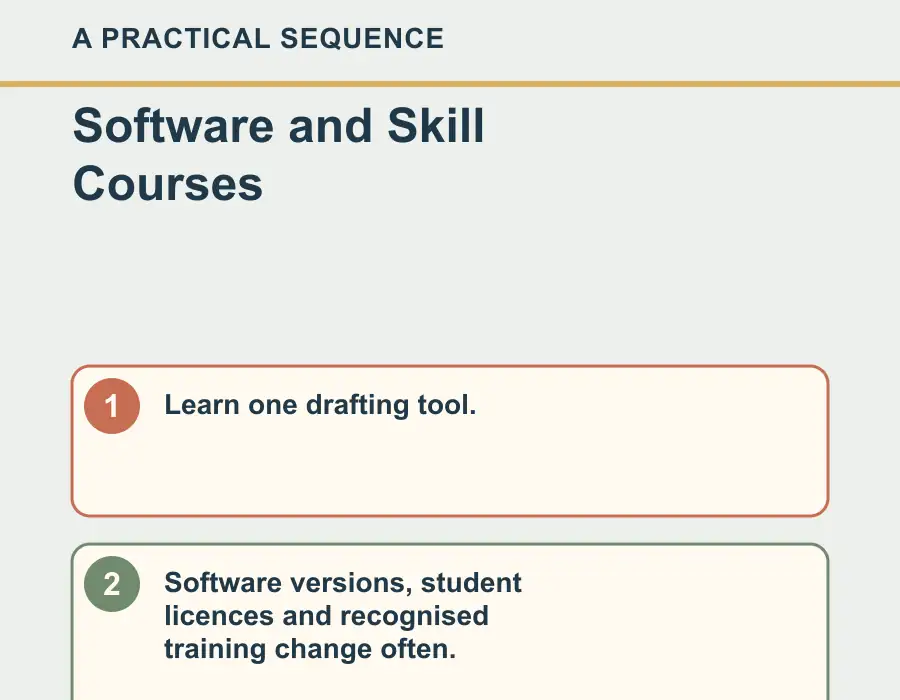 A PRACTICAL SEQUENCE
Software and Skill
Courses
1
Learn one drafting tool.
2
Software versions, student
licences and recognised
training change often.